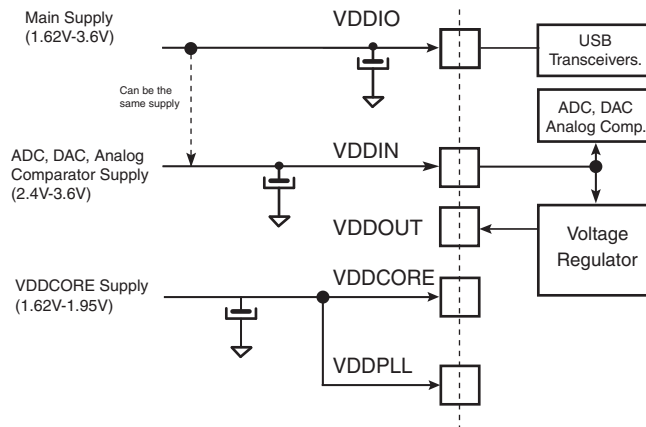 Main Supply
(1.62V-3.6V)
VDDIO
USB
Transceivers.
Can be the
same supply
ADC, DAC
Analog Comp.
ADC, DAC, Analog
Comparator Supply
(2.4V-3.6V)
VDDIN
VDDOUT
Voltage
Regulator
VDDCORE Supply
(1.62V-1.95V)
VDDCORE
VDDPLL